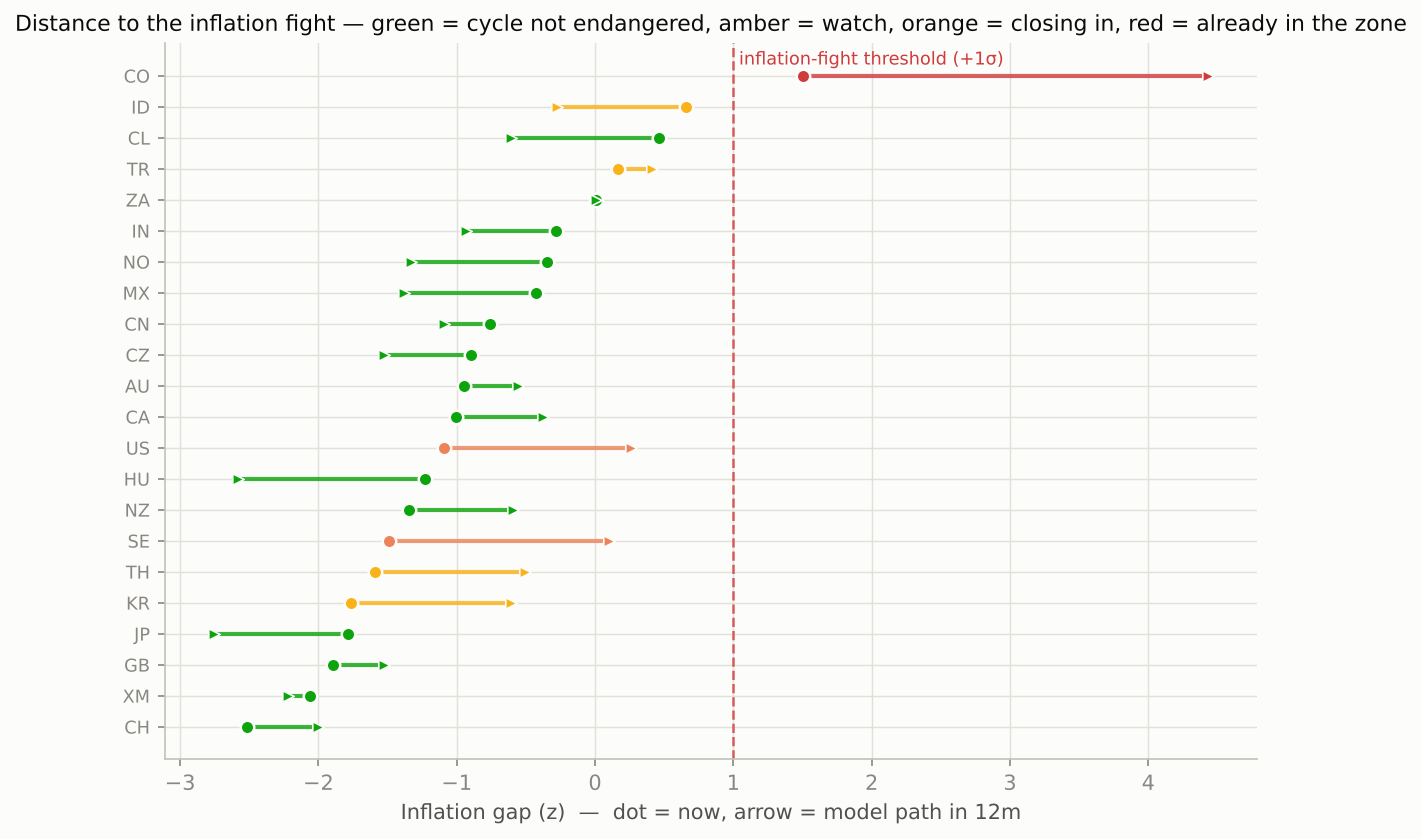 Distance to the inflation fight — green = cycle not endangered, amber = watch, orange = closing in, red = already in the zone
inflation-fight threshold (+1σ)
CO
ID
CL
TR
ZA
IN
NO
MX
CN
CZ
AU
CA
US
HU
NZ
SE
TH
KR
JP
GB
XM
CH
−3 −2 −1 0 1 2 3 4
Inflation gap (z) — dot = now, arrow = model path in 12m